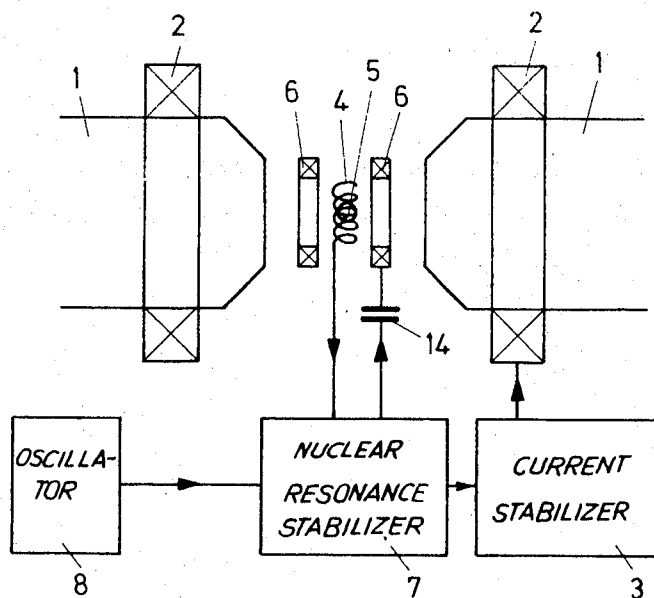 2
2
1
5
1
6
4
6
14
OSCILLA-
TOR
NUCLEAR
RESONANCE
STABILIZER
CURRENT
STABILIZER
8
7
3